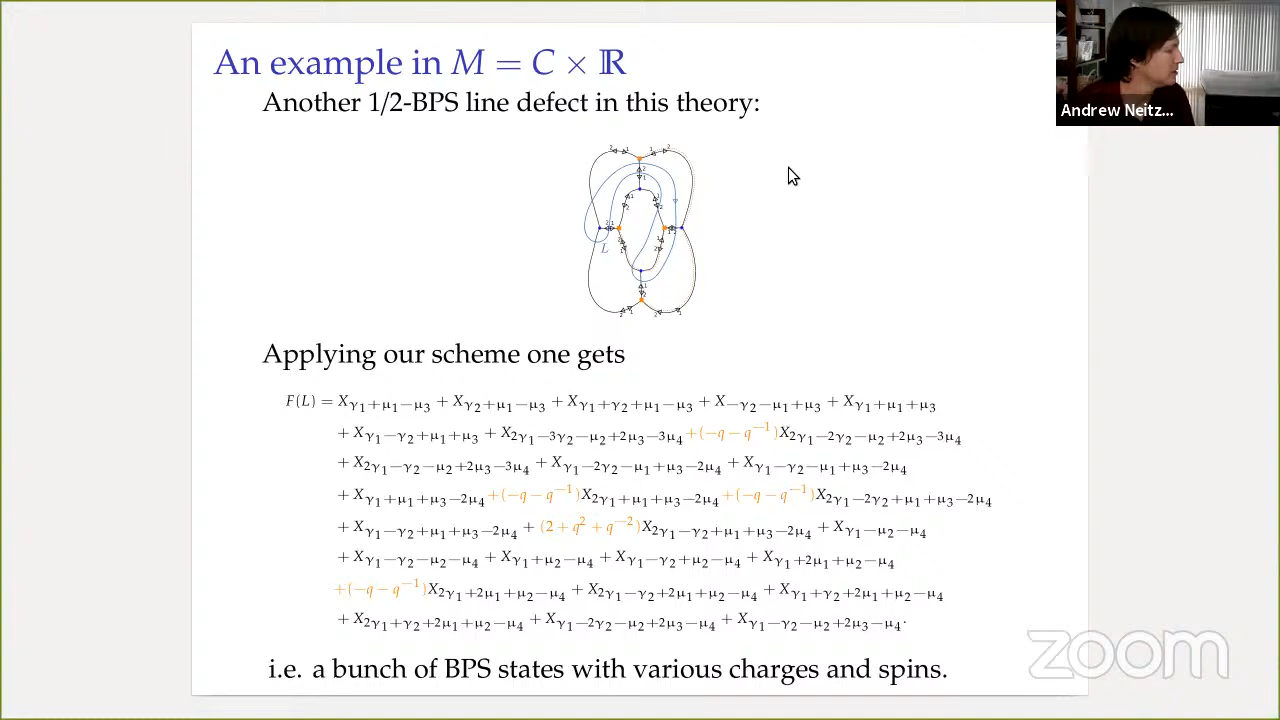 An example in M = C × ℝ
Andrew Neitz...
Another 1/2-BPS line defect in this theory:
L
Applying our scheme one gets
F(L) = X_{γ₁+μ₁−μ₃} + X_{γ₂+μ₁−μ₃} + X_{γ₁+γ₂+μ₁−μ₃} + X_{−γ₂−μ₁+μ₃} + X_{γ₁+μ₁+μ₃}
+ X_{γ₁−γ₂+μ₁+μ₃} + X_{2γ₁−3γ₂−μ₂+2μ₃−3μ₄} +(−q − q⁻¹)X_{2γ₁−2γ₂−μ₂+2μ₃−3μ₄}
+ X_{2γ₁−γ₂−μ₂+2μ₃−3μ₄} + X_{γ₁−2γ₂−μ₁+μ₃−2μ₄} + X_{γ₁−γ₂−μ₁+μ₃−2μ₄}
+ X_{γ₁+μ₁+μ₃−2μ₄} +(−q − q⁻¹)X_{2γ₁+μ₁+μ₃−2μ₄} +(−q − q⁻¹)X_{2γ₁−2γ₂+μ₁+μ₃−2μ₄}
+ X_{γ₁−γ₂+μ₁+μ₃−2μ₄} + (2 + q² + q⁻²)X_{2γ₁−γ₂+μ₁+μ₃−2μ₄} + X_{γ₁−μ₂−μ₄}
+ X_{γ₁−γ₂−μ₂−μ₄} + X_{γ₁+μ₂−μ₄} + X_{γ₁−γ₂+μ₂−μ₄} + X_{γ₁+2μ₁+μ₂−μ₄}
+(−q − q⁻¹)X_{2γ₁+2μ₁+μ₂−μ₄} + X_{2γ₁−γ₂+2μ₁+μ₂−μ₄} + X_{γ₁+γ₂+2μ₁+μ₂−μ₄}
+ X_{2γ₁+γ₂+2μ₁+μ₂−μ₄} + X_{γ₁−2γ₂−μ₂+2μ₃−μ₄} + X_{γ₁−γ₂−μ₂+2μ₃−μ₄}.
i.e. a bunch of BPS states with various charges and spins.
zoom